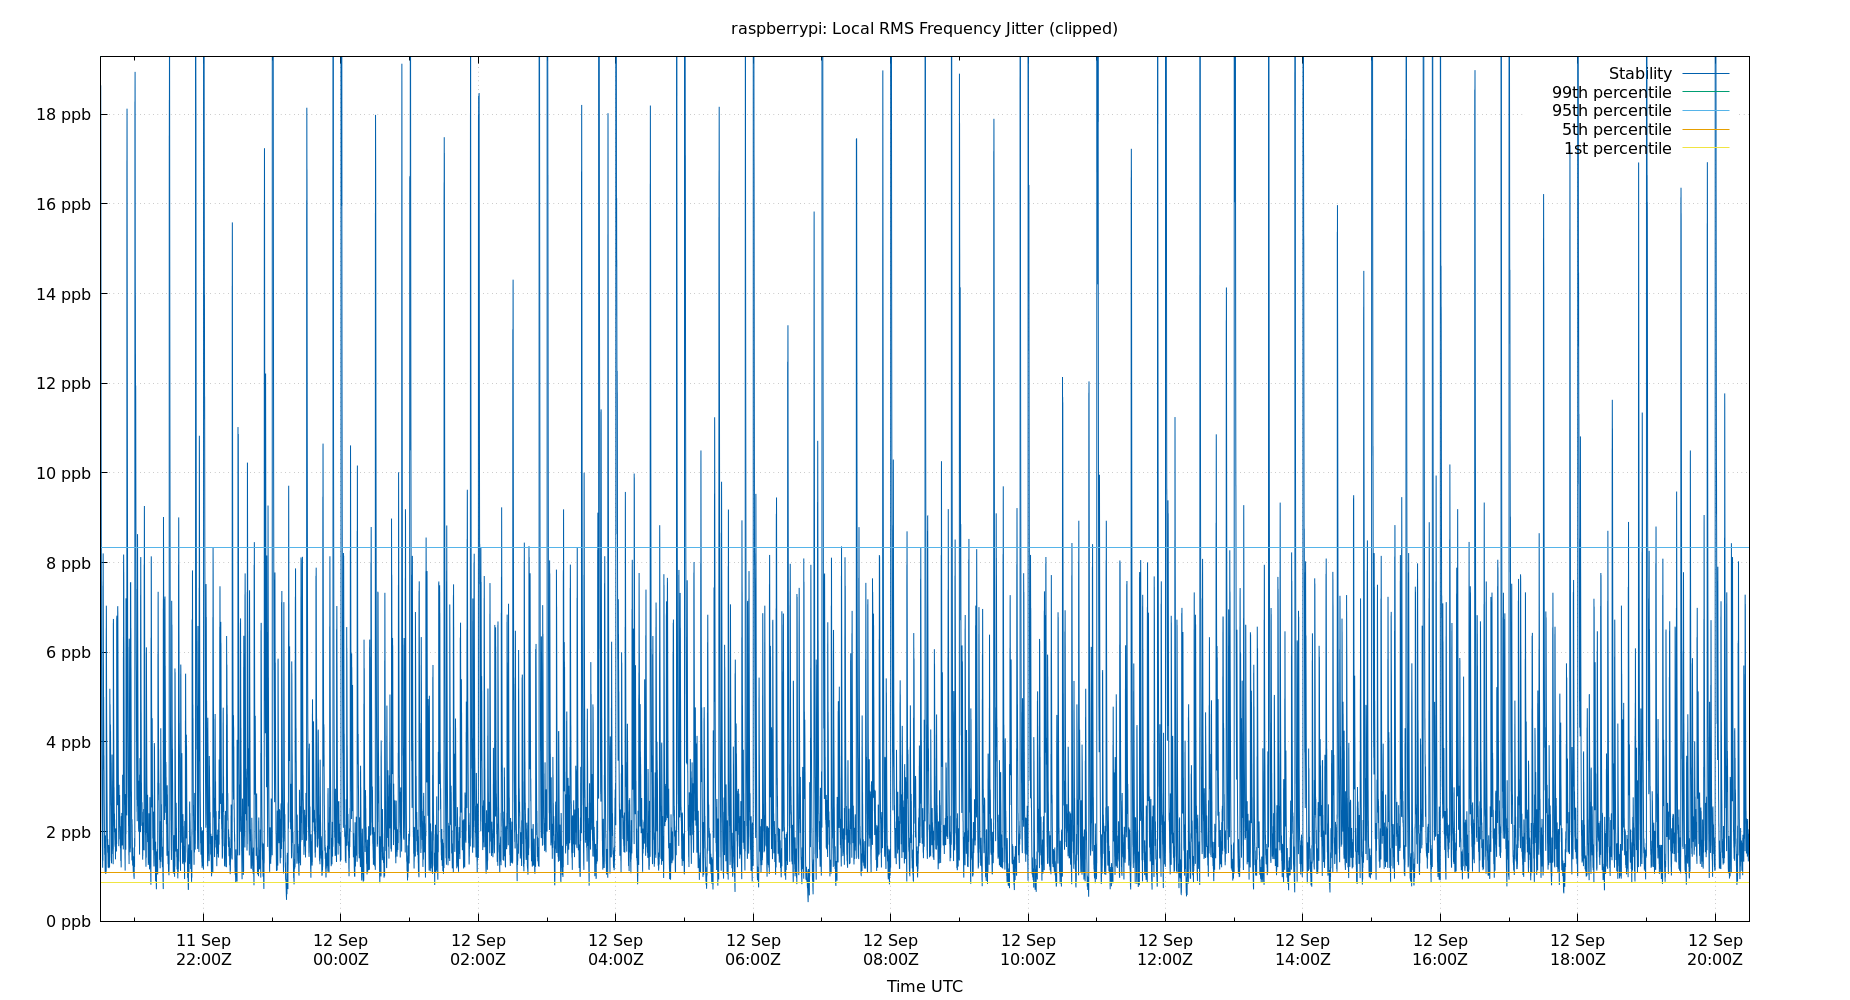 raspberrypi: Local RMS Frequency Jitter (clipped)
Stability
99th percentile
95th percentile
5th percentile
1st percentile
18 ppb
16 ppb
14 ppb
12 ppb
10 ppb
8 ppb
6 ppb
4 ppb
2 ppb
0 ppb
11 Sep 12 Sep 12 Sep 12 Sep 12 Sep 12 Sep 12 Sep 12 Sep 12 Sep 12 Sep 12 Sep 12 Sep
22:00Z 00:00Z 02:00Z 04:00Z 06:00Z 08:00Z 10:00Z 12:00Z 14:00Z 16:00Z 18:00Z 20:00Z
Time UTC